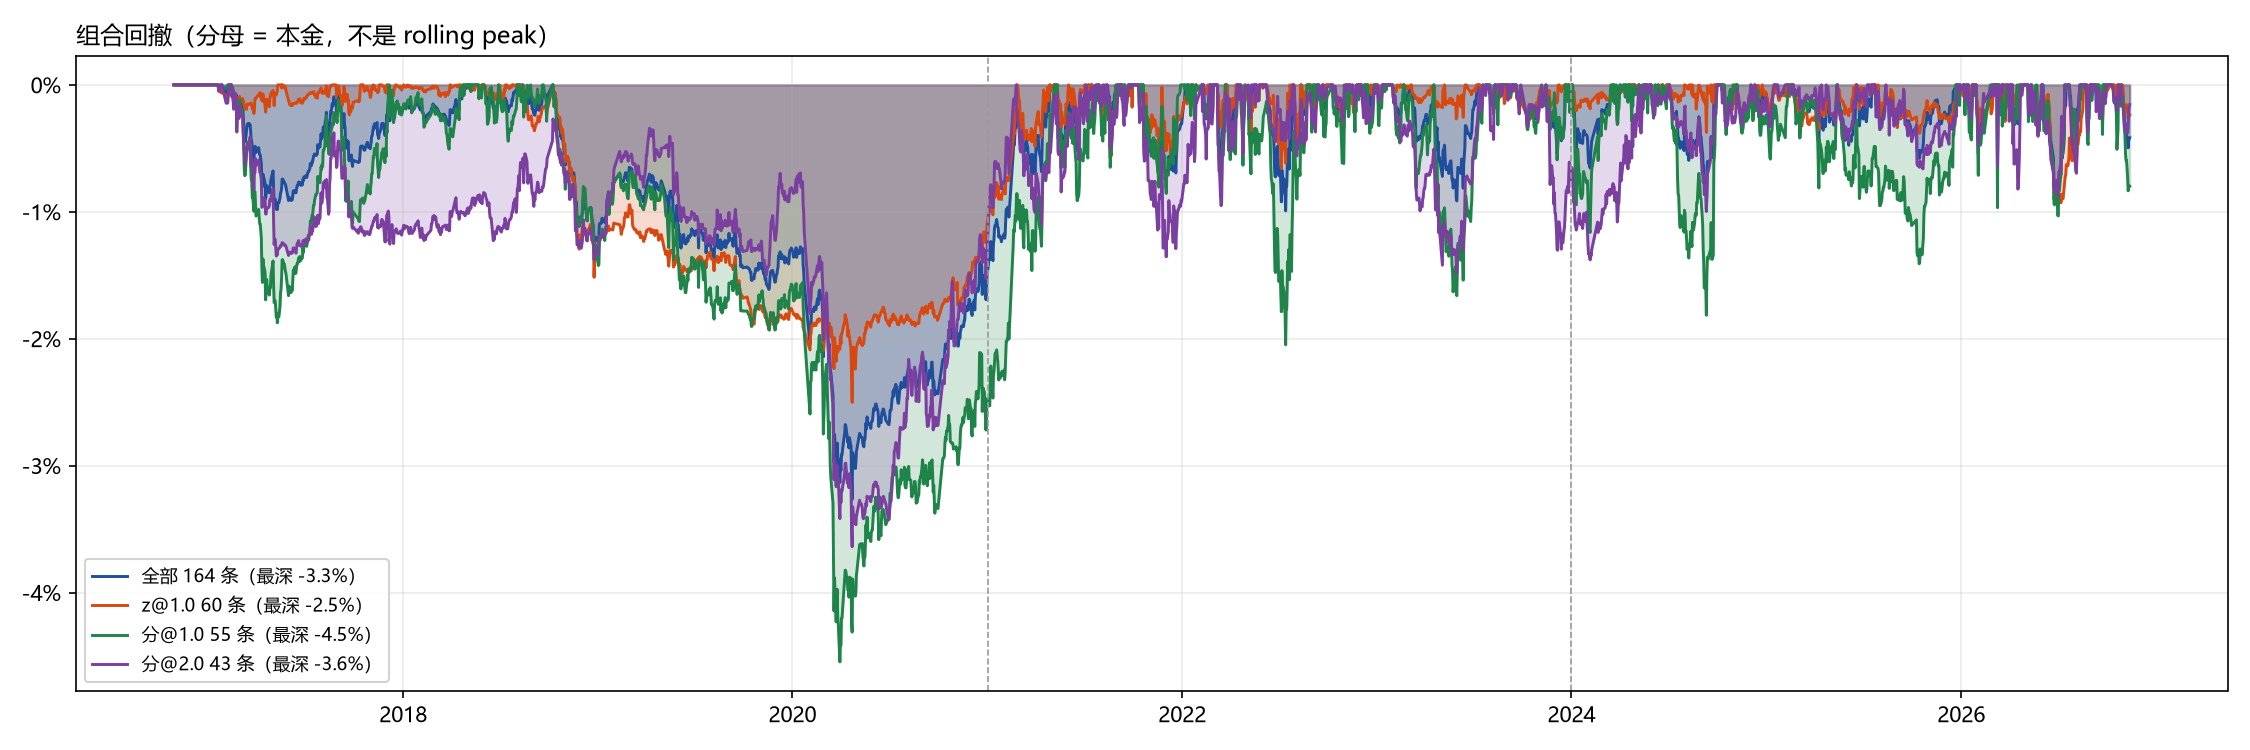 组合回撤（分母 = 本金，不是 rolling peak）
0%
-1%
-2%
-3%
-4%
全部 164 条（最深 -3.3%）
z@1.0 60 条（最深 -2.5%）
分@1.0 55 条（最深 -4.5%）
分@2.0 43 条（最深 -3.6%）
2018
2020
2022
2024
2026